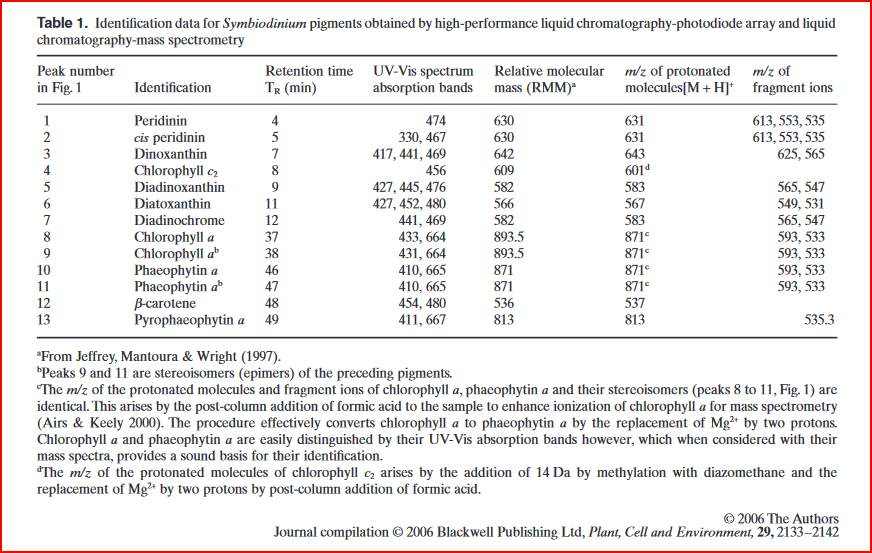 Table 1. Identification data for Symbiodinium pigments obtained by high-performance liquid chromatography-photodiode array and liquid
chromatography-mass spectrometry
Peak number Retention time UV-Vis spectrum Relative molecular m/z of protonated m/z of
in Fig. 1 Identification TR (min) absorption bands mass (RMM)a molecules[M + H]+ fragment ions
1 Peridinin 4 474 630 631 613, 553, 535
2 cis peridinin 5 330, 467 630 631 613, 553, 535
3 Dinoxanthin 7 417, 441, 469 642 643 625, 565
4 Chlorophyll c2 8 456 609 601d
5 Diadinoxanthin 9 427, 445, 476 582 583 565, 547
6 Diatoxanthin 11 427, 452, 480 566 567 549, 531
7 Diadinochrome 12 441, 469 582 583 565, 547
8 Chlorophyll a 37 433, 664 893.5 871c 593, 533
9 Chlorophyll ab 38 431, 664 893.5 871c 593, 533
10 Phaeophytin a 46 410, 665 871 871c 593, 533
11 Phaeophytin ab 47 410, 665 871 871c 593, 533
12 β-carotene 48 454, 480 536 537
13 Pyrophaeophytin a 49 411, 667 813 813 535.3
aFrom Jeffrey, Mantoura & Wright (1997).
bPeaks 9 and 11 are stereoisomers (epimers) of the preceding pigments.
cThe m/z of the protonated molecules and fragment ions of chlorophyll a, phaeophytin a and their stereoisomers (peaks 8 to 11, Fig. 1) are
identical. This arises by the post-column addition of formic acid to the sample to enhance ionization of chlorophyll a for mass spectrometry
(Airs & Keely 2000). The procedure effectively converts chlorophyll a to phaeophytin a by the replacement of Mg2+ by two protons.
Chlorophyll a and phaeophytin a are easily distinguished by their UV-Vis absorption bands however, which when considered with their
mass spectra, provides a sound basis for their identification.
dThe m/z of the protonated molecules of chlorophyll c2 arises by the addition of 14 Da by methylation with diazomethane and the
replacement of Mg2+ by two protons by post-column addition of formic acid.
© 2006 The Authors
Journal compilation © 2006 Blackwell Publishing Ltd, Plant, Cell and Environment, 29, 2133–2142